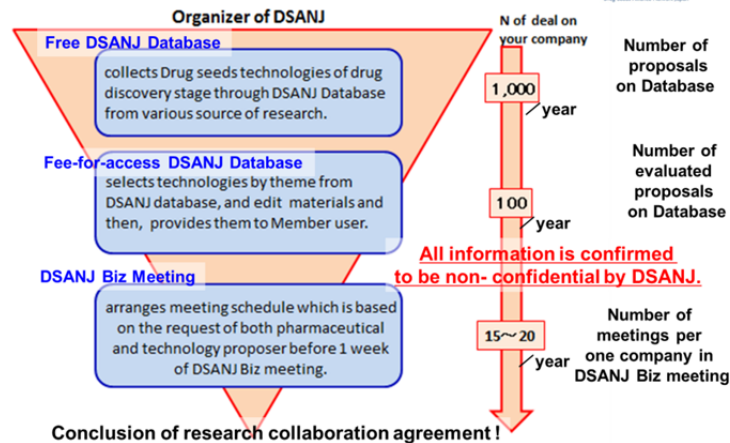 Organizer of DSANJ
Free DSANJ Database
collects Drug seeds technologies of drug
discovery stage through DSANJ Database
from various source of research.
Fee-for-access DSANJ Database
selects technologies by theme from
DSANJ database, and edit materials and
then, provides them to Member user.
DSANJ Biz Meeting
arranges meeting schedule which is based
on the request of both pharmaceutical
and technology proposer before 1 week
of DSANJ Biz meeting.
Conclusion of research collaboration agreement !
N of deal on
your company
1,000
/year
100
/year
15~20
/year
Number of
proposals
on Database
Number of
evaluated
proposals
on Database
All information is confirmed
to be non- confidential by DSANJ.
Number of
meetings per
one company in
DSANJ Biz meeting